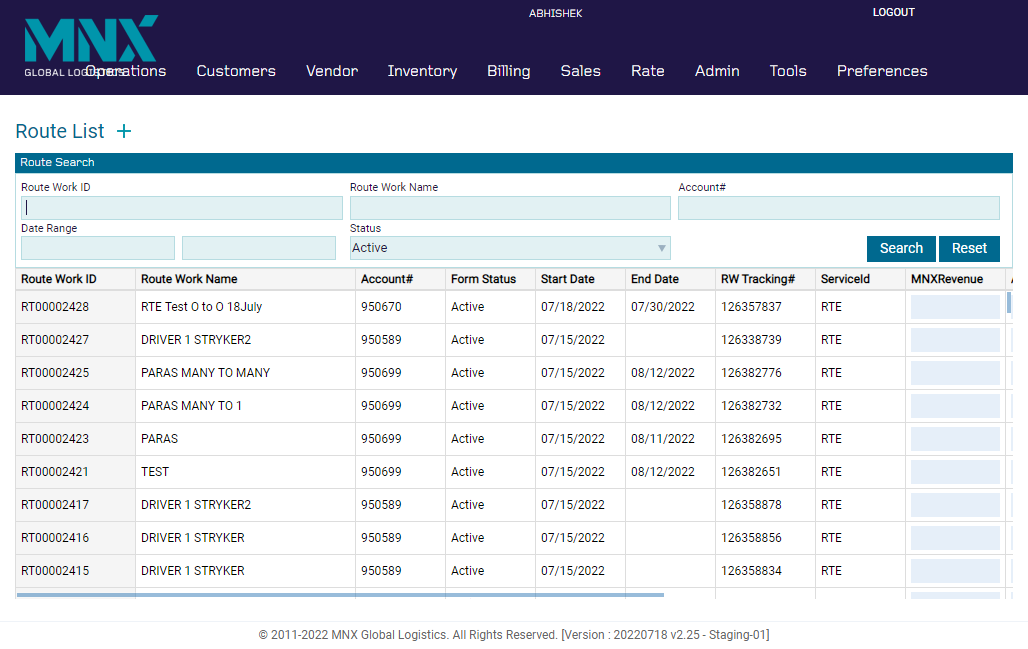 ABHISHEK LOGOUT
MNX
GLOBAL LOGISTICS
Operations Customers Vendor Inventory Billing Sales Rate Admin Tools Preferences
Route List +
Route Search
Route Work ID Route Work Name Account#
Date Range Status
Active Search Reset
Route Work ID Route Work Name Account# Form Status Start Date End Date RW Tracking# ServiceId MNXRevenue
RT00002428 RTE Test O to O 18July 950670 Active 07/18/2022 07/30/2022 126357837 RTE
RT00002427 DRIVER 1 STRYKER2 950589 Active 07/15/2022 126338739 RTE
RT00002425 PARAS MANY TO MANY 950699 Active 07/15/2022 08/12/2022 126382776 RTE
RT00002424 PARAS MANY TO 1 950699 Active 07/15/2022 08/12/2022 126382732 RTE
RT00002423 PARAS 950699 Active 07/15/2022 08/11/2022 126382695 RTE
RT00002421 TEST 950699 Active 07/15/2022 08/12/2022 126382651 RTE
RT00002417 DRIVER 1 STRYKER2 950589 Active 07/15/2022 126358878 RTE
RT00002416 DRIVER 1 STRYKER 950589 Active 07/15/2022 126358856 RTE
RT00002415 DRIVER 1 STRYKER 950589 Active 07/15/2022 126358834 RTE
© 2011-2022 MNX Global Logistics. All Rights Reserved. [Version : 20220718 v2.25 - Staging-01]